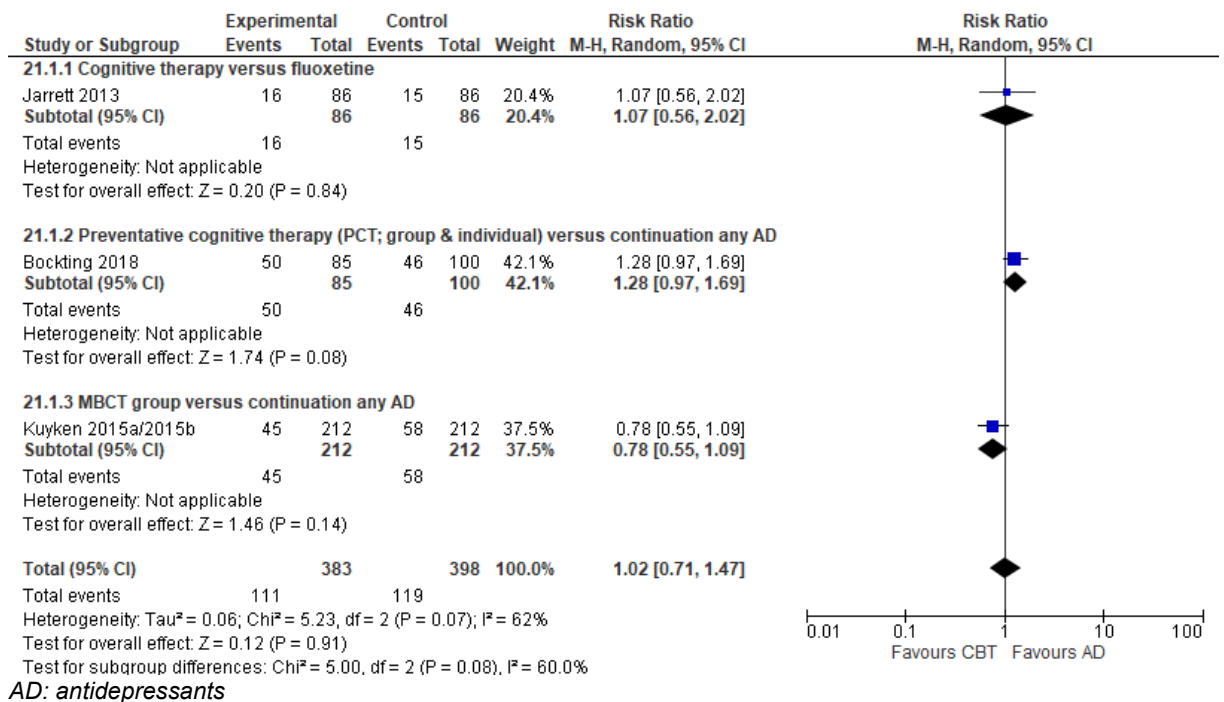 Experimental Control Risk Ratio Risk Ratio
Study or Subgroup Events Total Events Total Weight M-H, Random, 95% CI M-H, Random, 95% CI
21.1.1 Cognitive therapy versus fluoxetine
Jarrett 2013 16 86 15 86 20.4% 1.07 [0.56, 2.02]
Subtotal (95% CI) 86 86 20.4% 1.07 [0.56, 2.02]
Total events 16 15
Heterogeneity: Not applicable
Test for overall effect: Z = 0.20 (P = 0.84)
21.1.2 Preventative cognitive therapy (PCT; group & individual) versus continuation any AD
Bockting 2018 50 85 46 100 42.1% 1.28 [0.97, 1.69]
Subtotal (95% CI) 85 100 42.1% 1.28 [0.97, 1.69]
Total events 50 46
Heterogeneity: Not applicable
Test for overall effect: Z = 1.74 (P = 0.08)
21.1.3 MBCT group versus continuation any AD
Kuyken 2015a/2015b 45 212 58 212 37.5% 0.78 [0.55, 1.09]
Subtotal (95% CI) 212 212 37.5% 0.78 [0.55, 1.09]
Total events 45 58
Heterogeneity: Not applicable
Test for overall effect: Z = 1.46 (P = 0.14)
Total (95% CI) 383 398 100.0% 1.02 [0.71, 1.47]
Total events 111 119
Heterogeneity: Tau² = 0.06; Chi² = 5.23, df = 2 (P = 0.07); I² = 62%
Test for overall effect: Z = 0.12 (P = 0.91)
Test for subgroup differences: Chi² = 5.00, df = 2 (P = 0.08), I² = 60.0%
0.01 0.1 1 10 100
Favours CBT Favours AD
AD: antidepressants